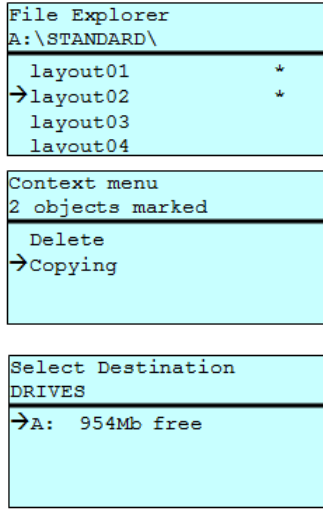 File Explorer
A:\STANDARD\
layout01 *
→layout02 *
layout03
layout04
Context menu
2 objects marked
Delete
→Copying
Select Destination
DRIVES
→A: 954Mb free